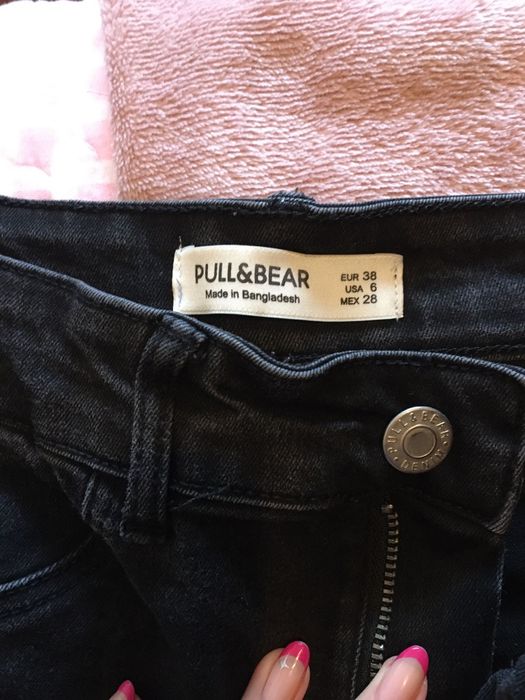 PULL&BEAR
Made in Bangladesh
EUR 38
USA 6
MEX 28
PULL&BEAR
DENIM